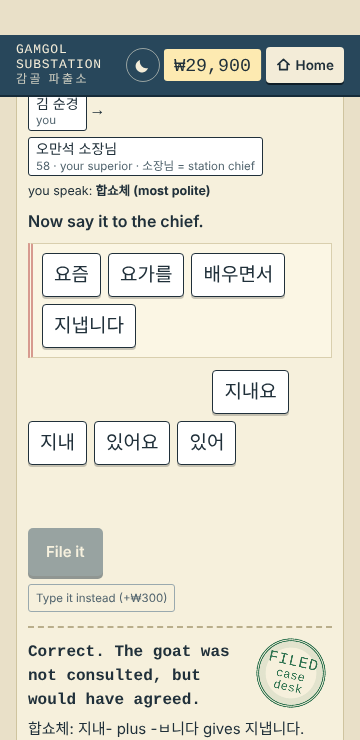 GAMGOL
SUBSTATION
감골 파출소
₩29,900
Home
김 순경
you
→
오만석 소장님
58 · your superior · 소장님 = station chief
you speak: 합쇼체 (most polite)
Now say it to the chief.
요즘 요가를 배우면서
지냅니다
지내요
지내 있어요 있어
File it
Type it instead (+₩300)
Correct. The goat was
not consulted, but
would have agreed.
FILED
case
desk
합쇼체: 지내- plus -ㅂ니다 gives 지냅니다.